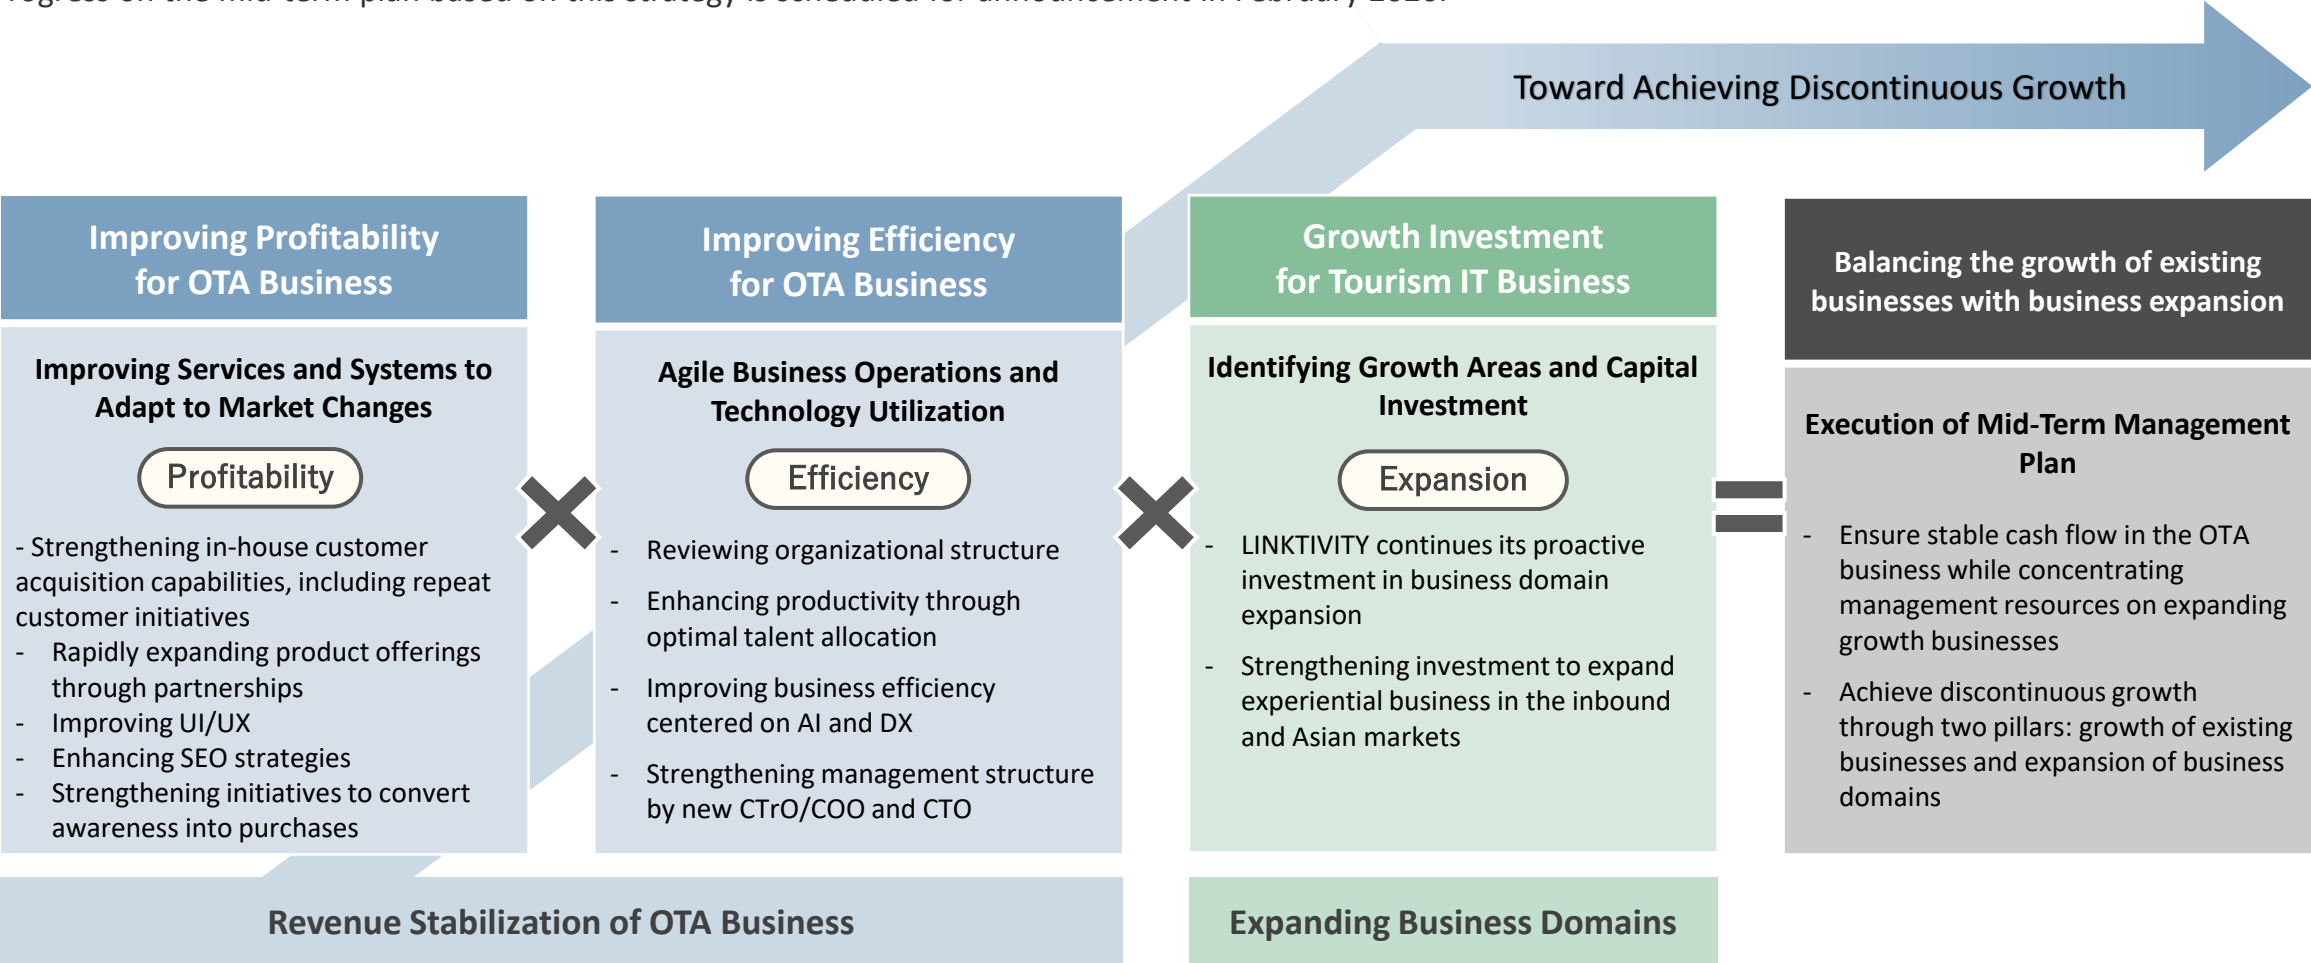 Toward Achieving Discontinuous Growth
Improving Profitability
for OTA Business
Improving Services and Systems to
Adapt to Market Changes
Profitability
- Strengthening in-house customer
acquisition capabilities, including repeat
customer initiatives
- Rapidly expanding product offerings
through partnerships
- Improving UI/UX
- Enhancing SEO strategies
- Strengthening initiatives to convert
awareness into purchases
×
Improving Efficiency
for OTA Business
Agile Business Operations and
Technology Utilization
Efficiency
- Reviewing organizational structure
- Enhancing productivity through
optimal talent allocation
- Improving business efficiency
centered on AI and DX
- Strengthening management structure
by new CTrO/COO and CTO
×
Growth Investment
for Tourism IT Business
Identifying Growth Areas and Capital
Investment
Expansion
- LINKTIVITY continues its proactive
investment in business domain
expansion
- Strengthening investment to expand
experiential business in the inbound
and Asian markets
=
Balancing the growth of existing
businesses with business expansion
Execution of Mid-Term Management
Plan
- Ensure stable cash flow in the OTA
business while concentrating
management resources on expanding
growth businesses
- Achieve discontinuous growth
through two pillars: growth of existing
businesses and expansion of business
domains
Revenue Stabilization of OTA Business
Expanding Business Domains